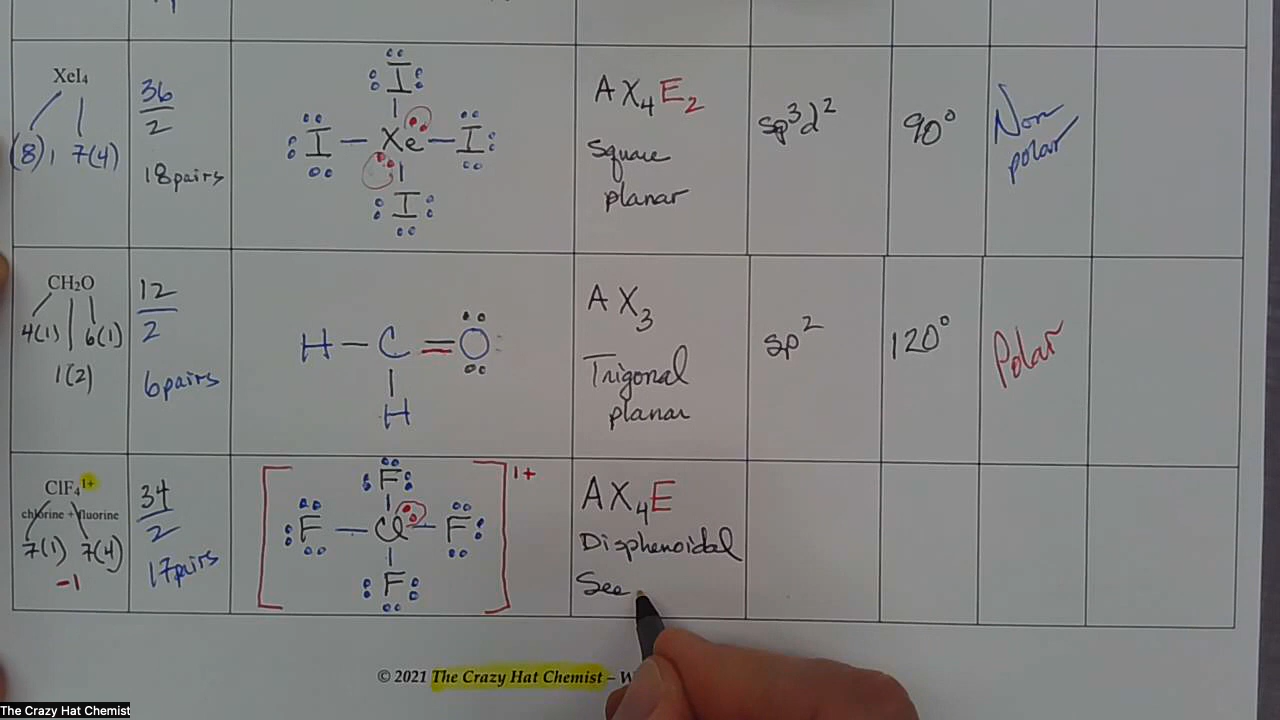 XeI₄
(8), 7(4)
36
2
18pairs
I
I — Xe — I
I
AX₄E₂
Square
planar
sp³d²
90°
Non
polar
CH₂O
4(1) 6(1)
1(2)
12
2
6pairs
H — C = O
H
AX₃
Trigonal
planar
sp²
120°
Polar
ClF₄¹⁺
chlorine + fluorine
7(1) 7(4)
-1
34
2
17pairs
F
F — Cl — F
F
1+
AX₄E
Disphenoidal
See
© 2021 The Crazy Hat Chemist –
The Crazy Hat Chemist